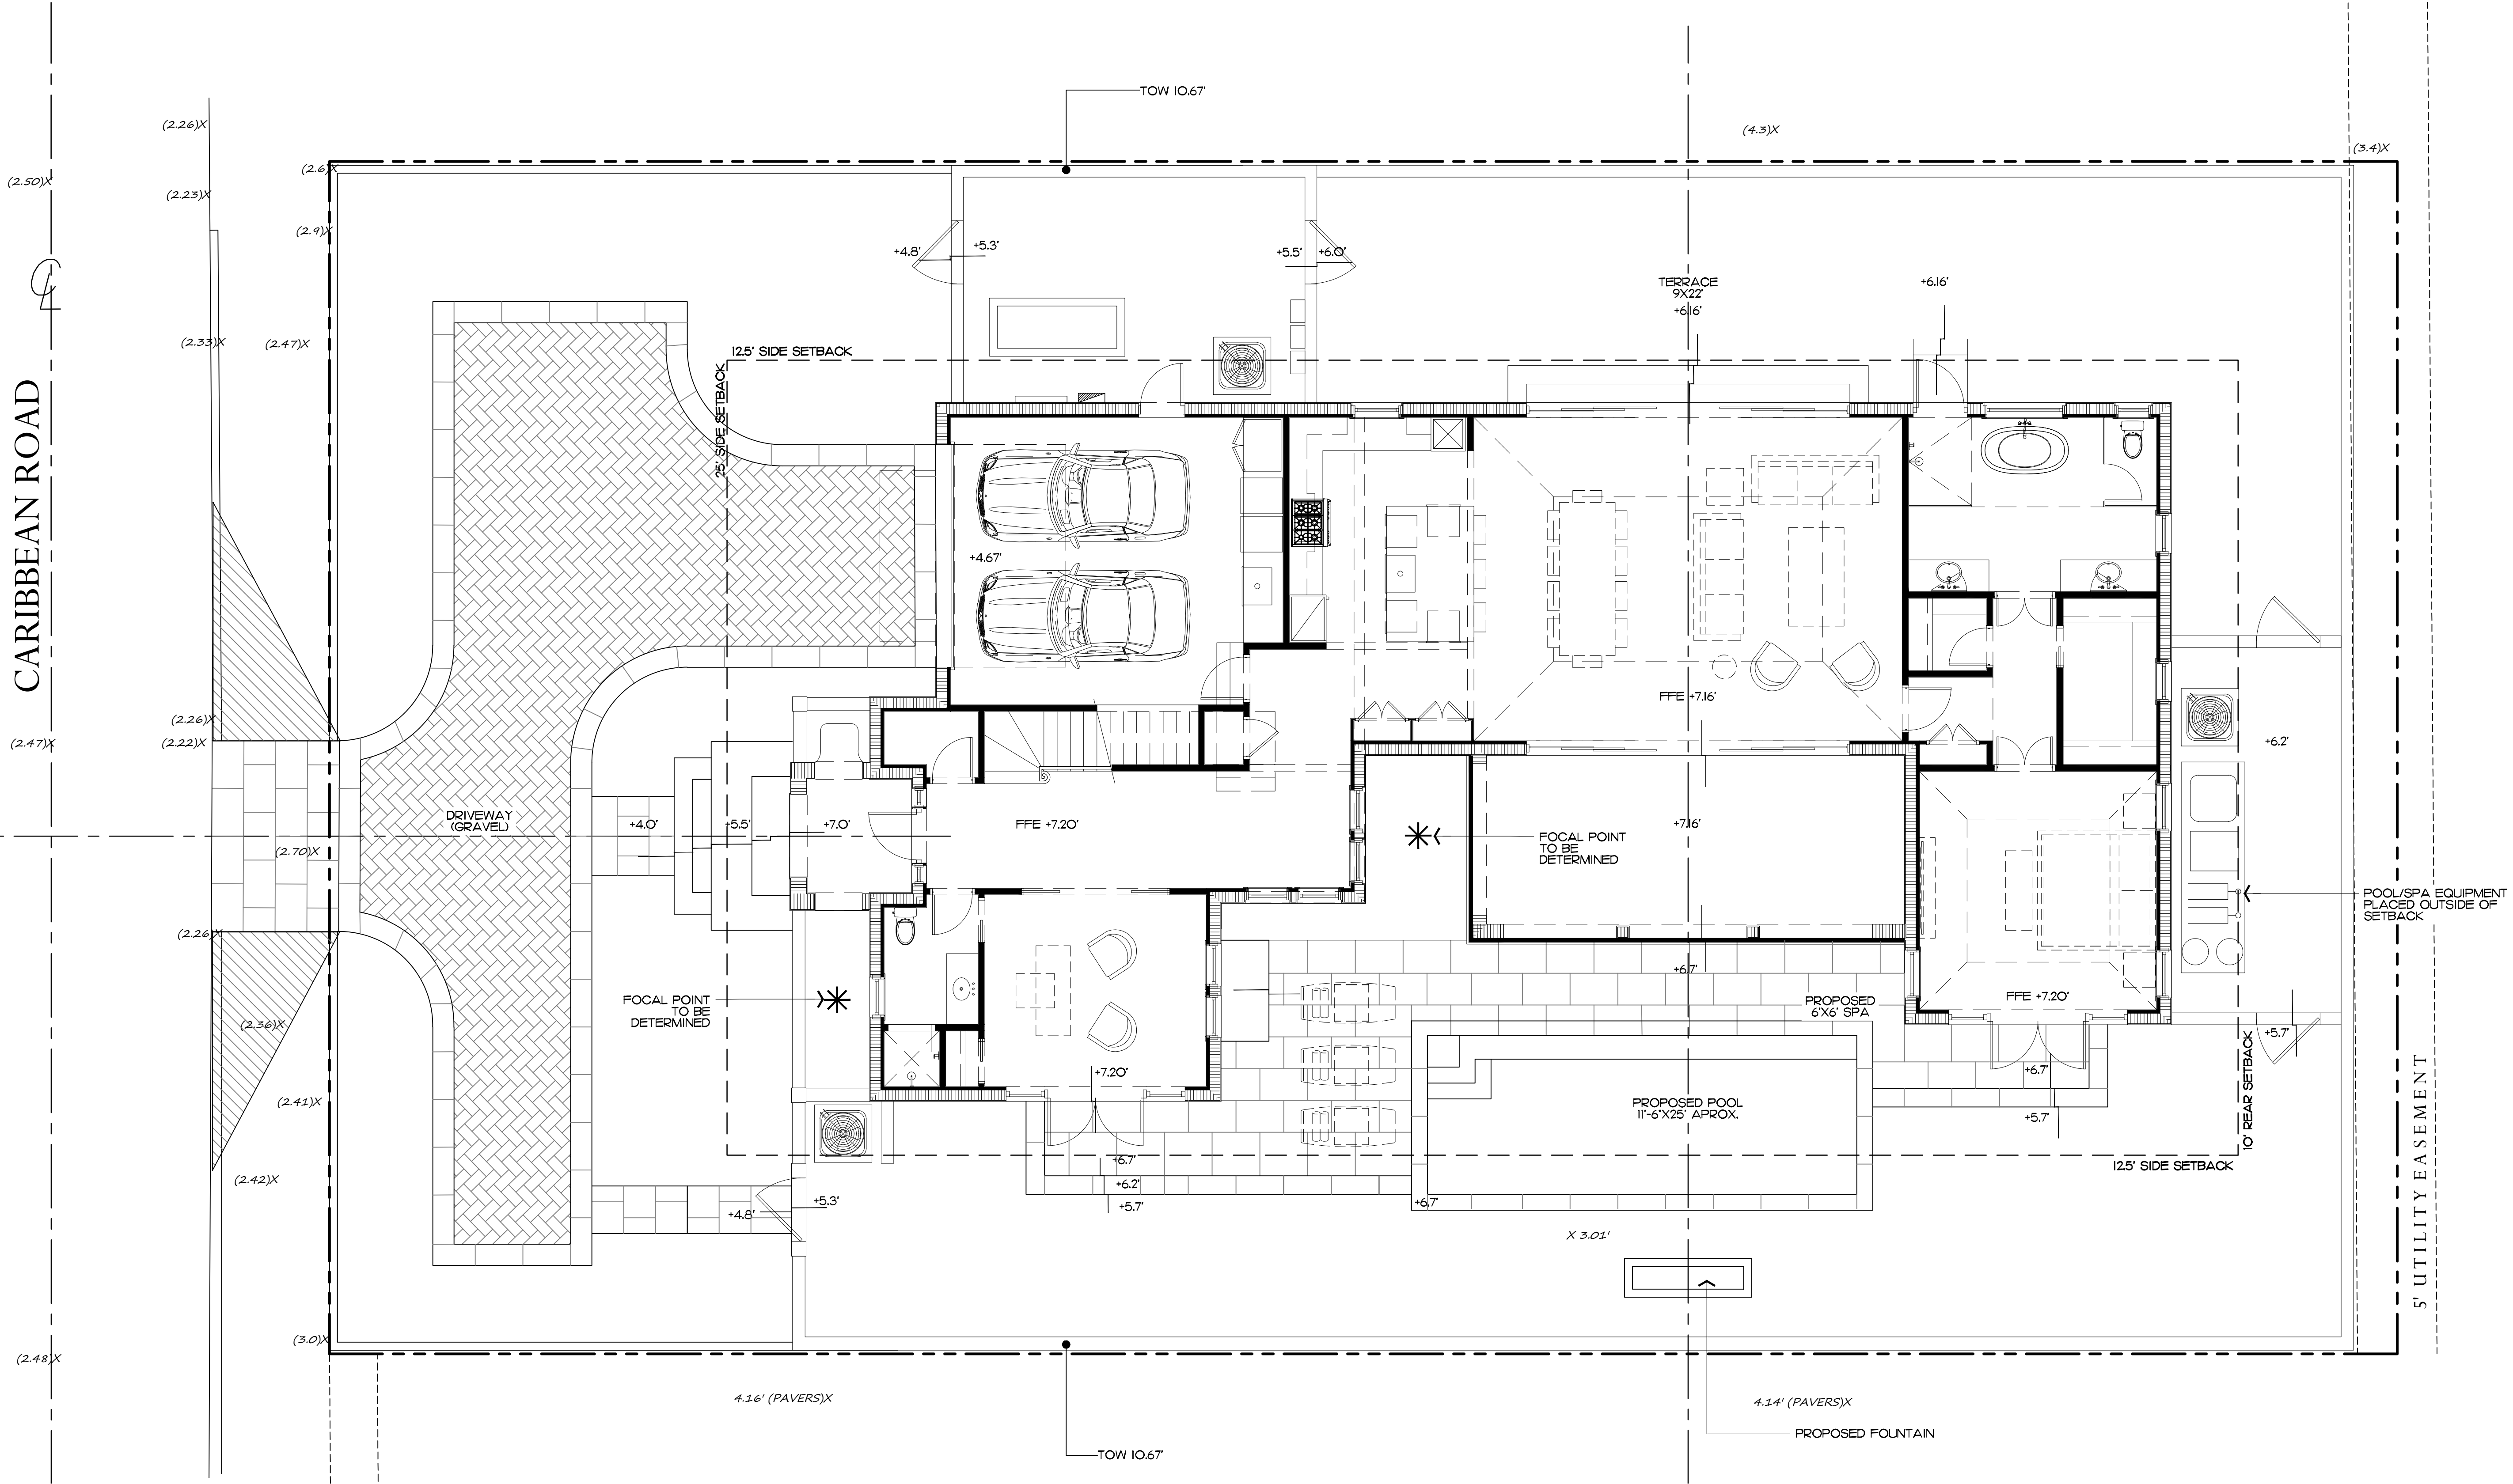 TOW 10.67'
(2.26)X
(4.3)X
(3.4)X
(2.6)X
(2.50)X
(2.23)X
(2.9)X
+4.8'
+5.3'
+5.5'
+6.0'
TERRACE
9X22'
+6.16'
+6.16'
(2.33)X
(2.47)X
12.5' SIDE SETBACK
25' SIDE SETBACK
CARIBBEAN ROAD
+4.67'
FFE +7.16'
(2.26)X
(2.47)X
(2.22)X
+6.2'
DRIVEWAY
(GRAVEL)
+4.0'
+5.5'
+7.0'
FFE +7.20'
FOCAL POINT
TO BE
DETERMINED
+7.16'
(2.70)X
POOL/SPA EQUIPMENT
PLACED OUTSIDE OF
SETBACK
(2.26)X
+6.7'
FOCAL POINT
TO BE
DETERMINED
PROPOSED
6'X6' SPA
FFE +7.20'
(2.36)X
+5.7'
+7.20'
+6.7'
10' REAR SETBACK
(2.41)X
PROPOSED POOL
11'-6"X25' APROX.
+5.7'
5' UTILITY EASEMENT
+6.7'
12.5' SIDE SETBACK
(2.42)X
+6.2'
+4.8'
+5.3'
+5.7'
+6.7'
X 3.01'
(3.0)X
(2.48)X
4.16' (PAVERS)X
4.14' (PAVERS)X
PROPOSED FOUNTAIN
TOW 10.67'